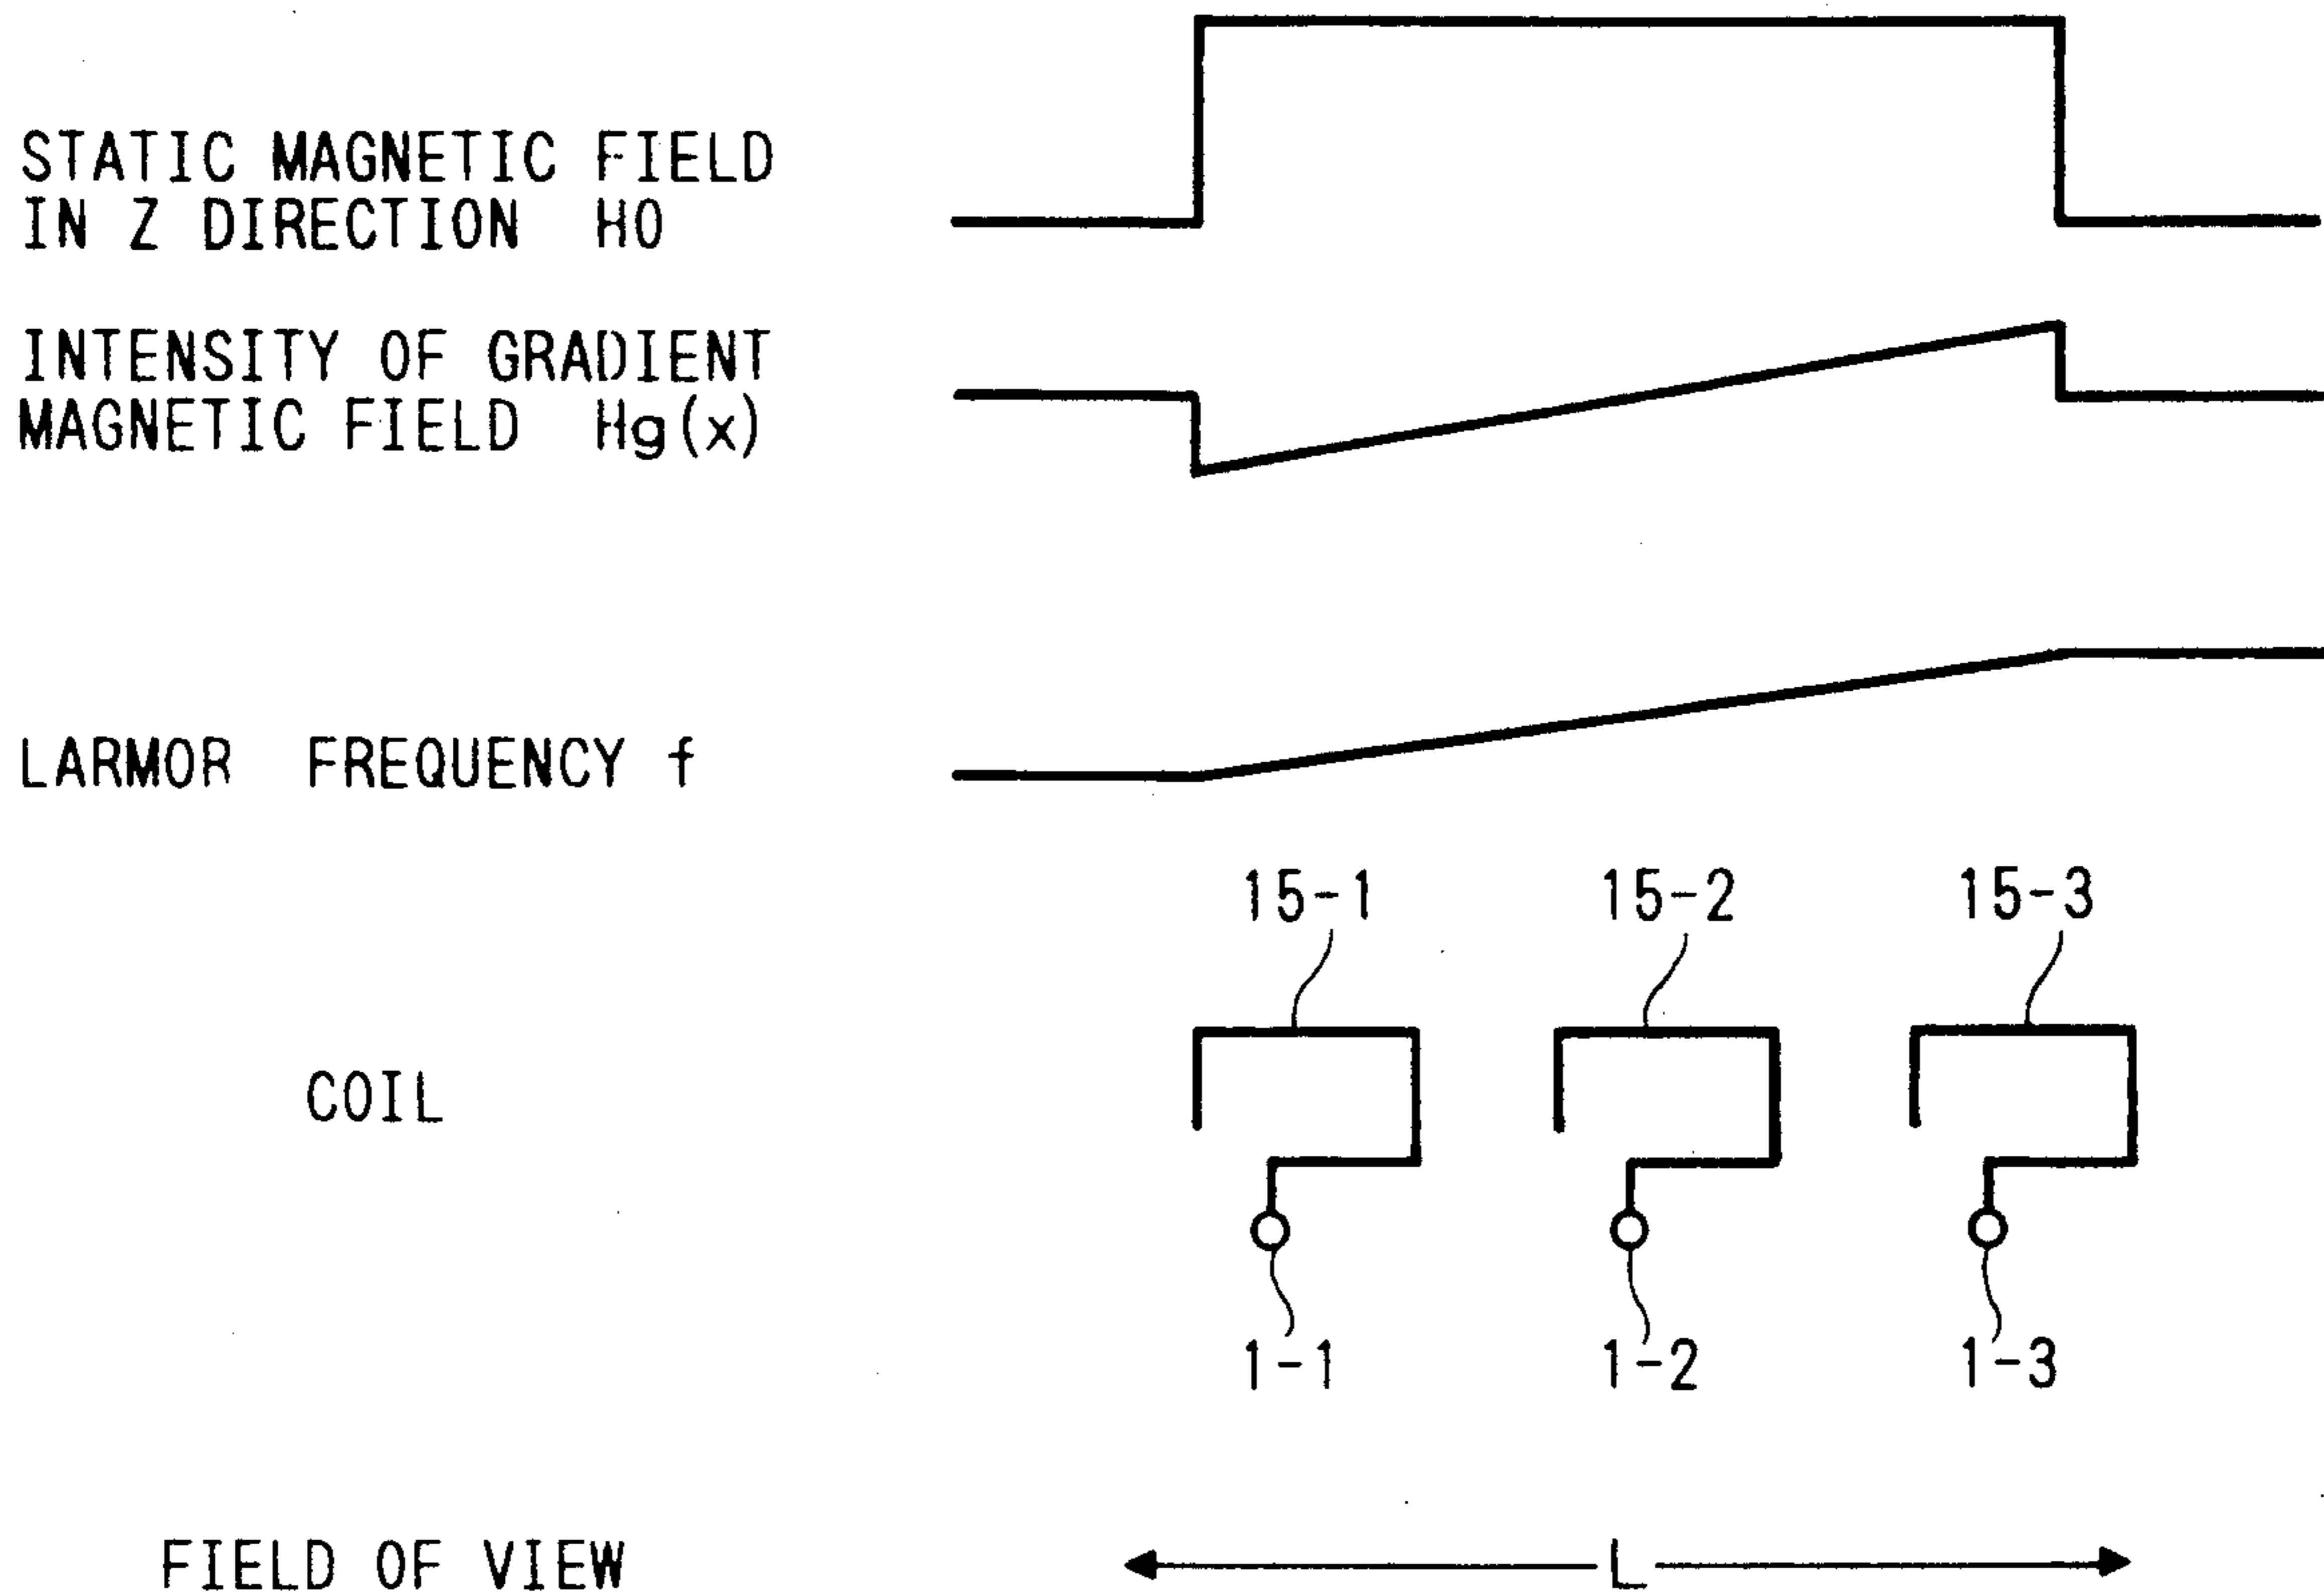 STATIC MAGNETIC FIELD
IN Z DIRECTION H0
INTENSITY OF GRADIENT
MAGNETIC FIELD Hg(x)
LARMOR FREQUENCY f
15-1 15-2 15-3
COIL
1-1 1-2 1-3
FIELD OF VIEW L